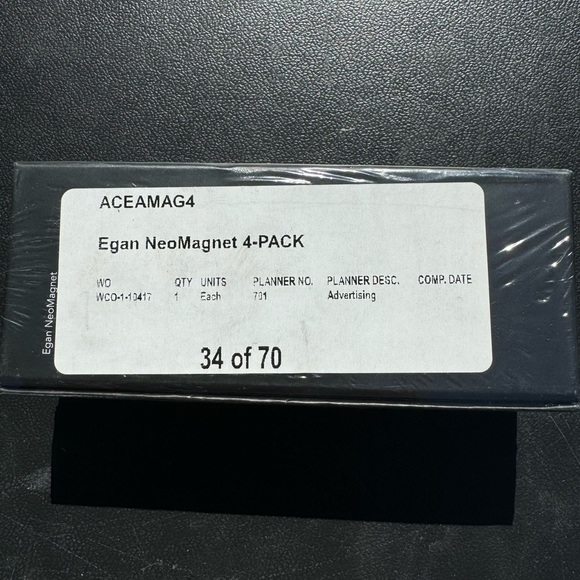 ACEAMAG4
Egan NeoMagnet 4-PACK
WO QTY UNITS PLANNER NO. PLANNER DESC. COMP. DATE
WCO-1-10417 1 Each 701 Advertising
34 of 70
Egan NeoMagnet